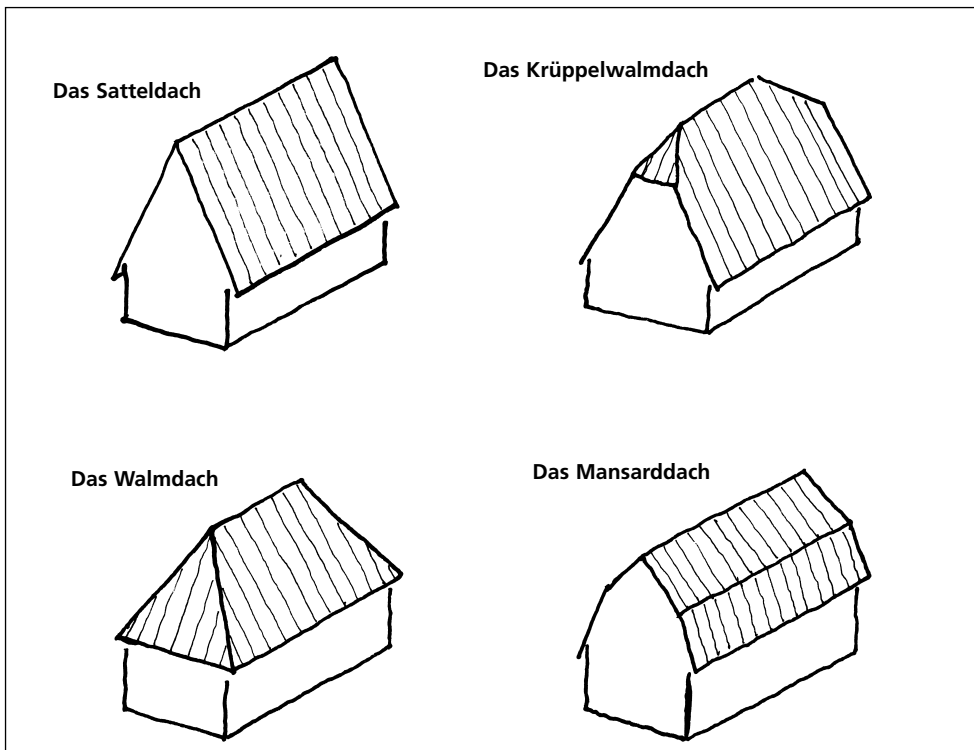 Das Satteldach
Das Krüppelwalmdach
Das Walmdach
Das Mansarddach